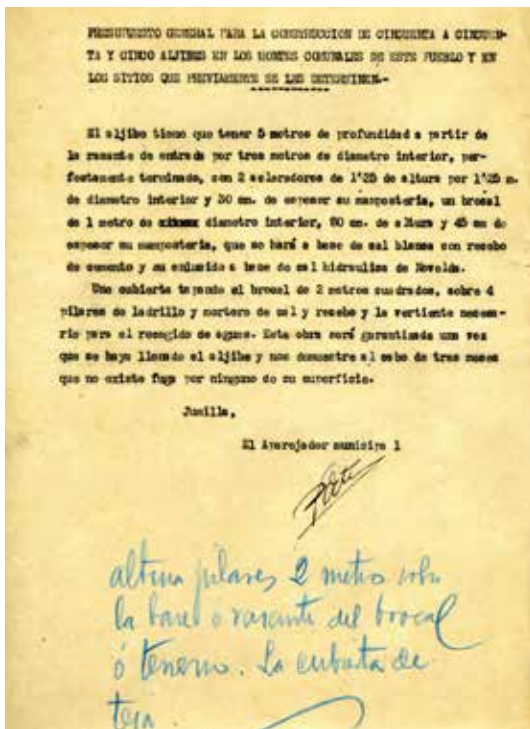 PRESUPUESTO GENERAL PARA LA CONSTRUCCION DE CINCUENTA A CINCUEN-
TA Y CINCO ALJIBES EN LOS MONTES COMUNALES DE ESTE PUEBLO Y EN
LOS SITIOS QUE PREVIAMENTE SE LES DETERMINEN.-
El aljibe tiene que tener 5 metros de profundidad a partir de
la rasante de entrada por tres metros de diametro interior, per-
fectamente terminado, con 2 acleradores de 1'25 de altura por 1'25 m.
de diametro interior y 30 cm. de espesor su mamposteria, un brocal
de 1 metro de diametro interior, 80 cm. de altura y 45 cm de
espesor su mamposteria, que se hará a base de cal blanca con recebo
de cemento y su enlucido a base de cal hidraulica de Novelda.
Una cubierta tapando el brocal de 2 metros cuadrados, sobre 4
pilares de ladrillo y mortero de cal y recebo y la vertiente necesa-
ria para el recogido de aguas. Esta obra será garantizada una vez
que se haya llenado el aljibe y nos demuestre al cabo de tres meses
que no existe fuga por ninguno de su superficie.
Jumilla,
El Aparejador municipa l
altura pilares 2 metros sobre
la base o rasante del brocal
ó terreno. La cubierta de
teja.